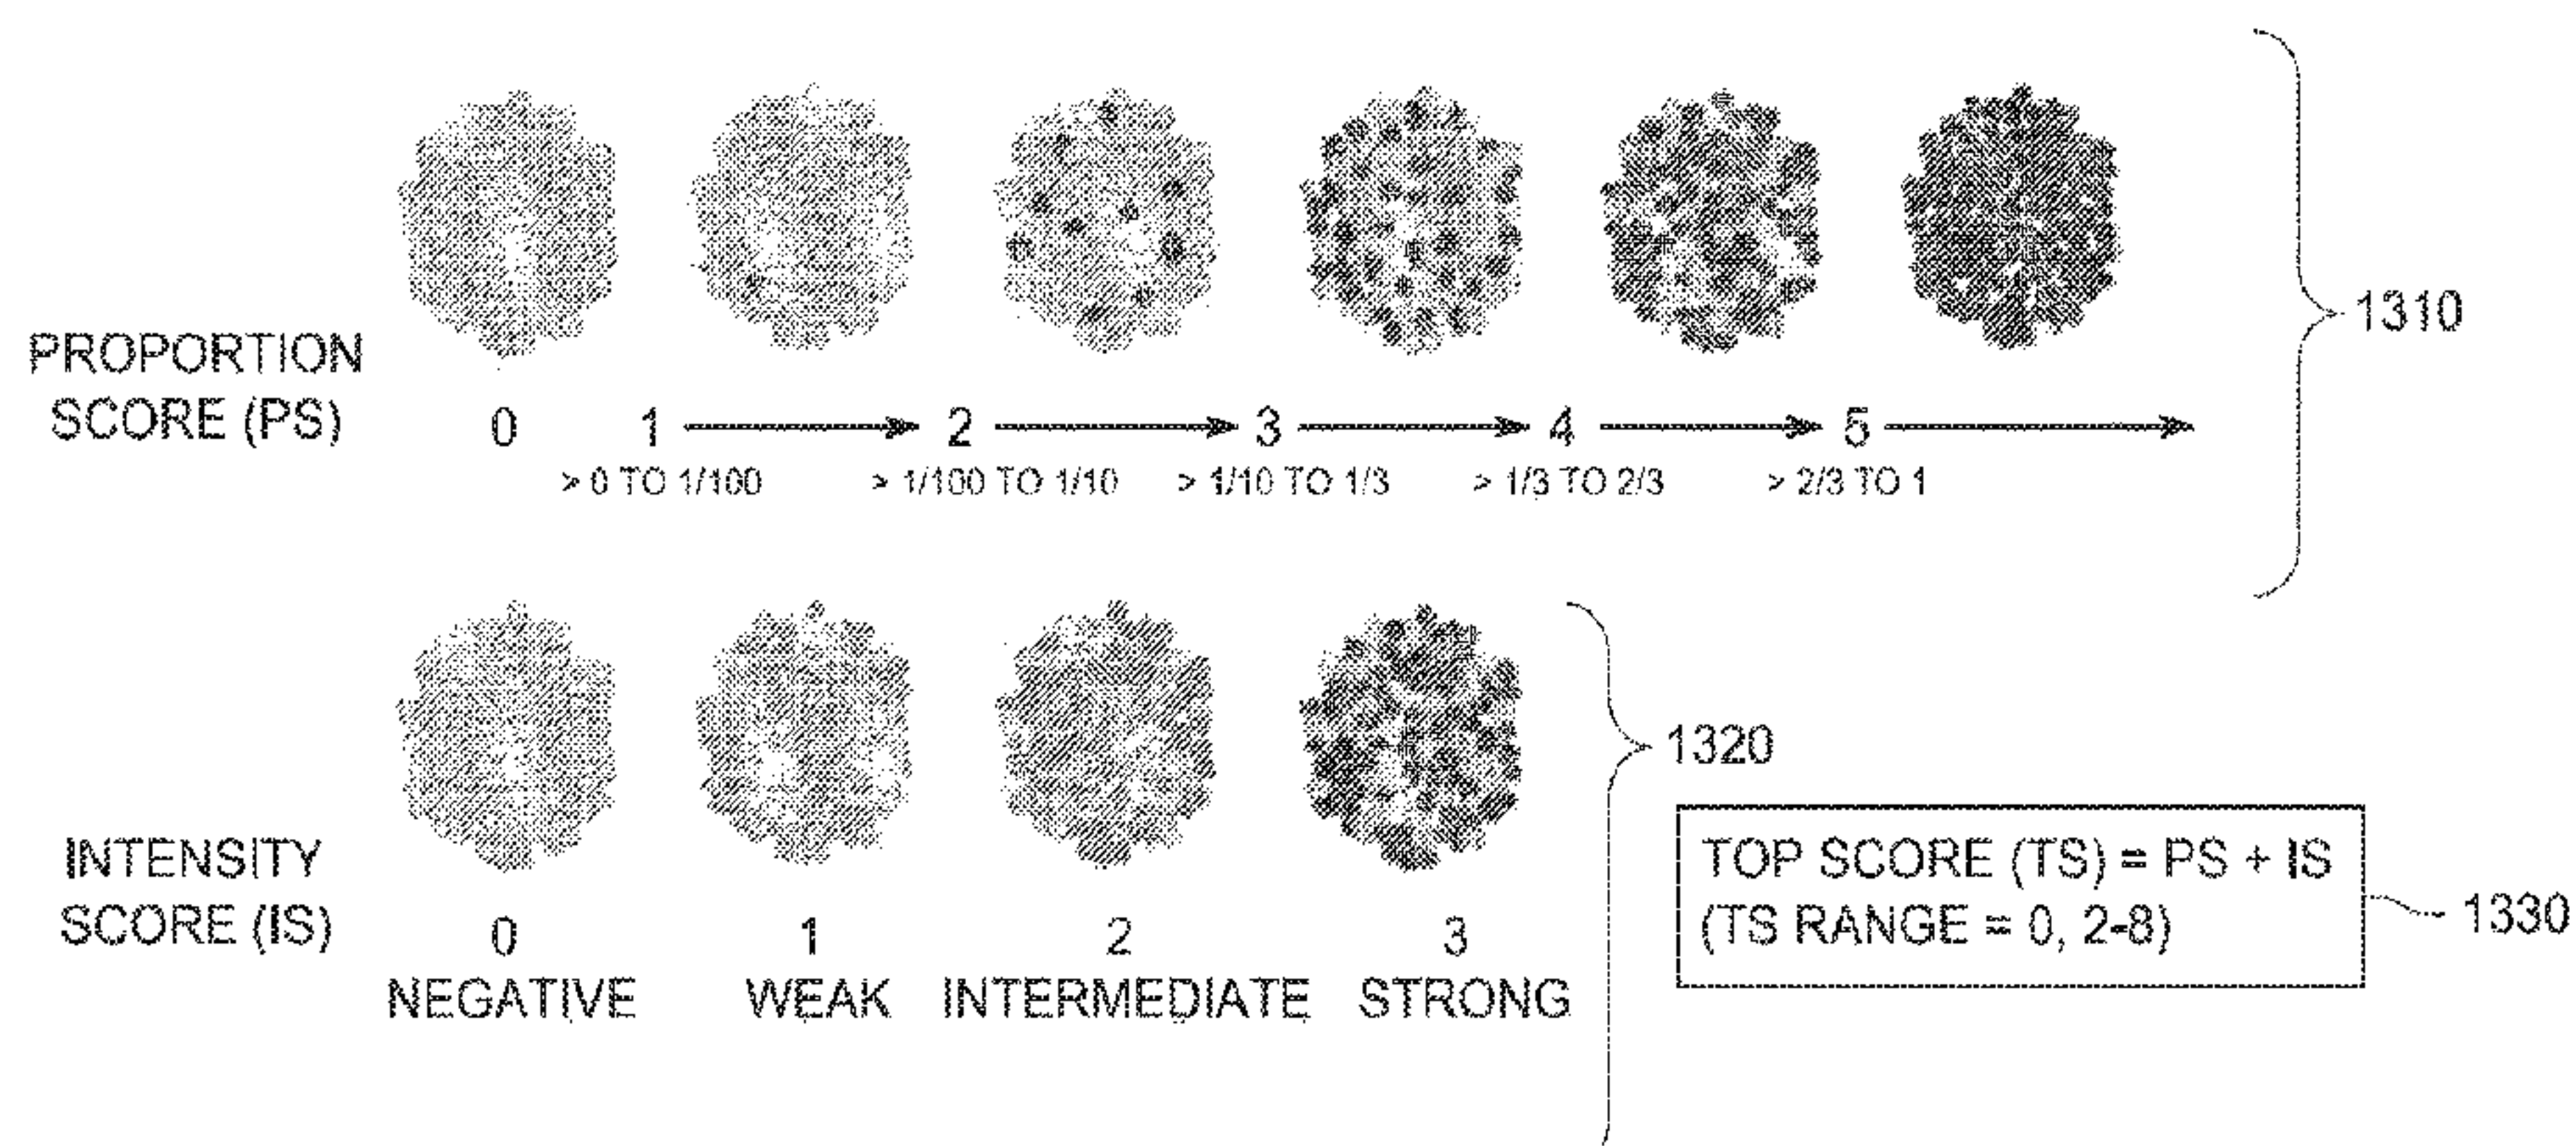 PROPORTION
SCORE (PS)
0 1 2 3 4 5
> 0 TO 1/100 > 1/100 TO 1/10 > 1/10 TO 1/3 > 1/3 TO 2/3 > 2/3 TO 1
1310
INTENSITY
SCORE (IS)
0 1 2 3
NEGATIVE WEAK INTERMEDIATE STRONG
1320
TOP SCORE (TS) = PS + IS
(TS RANGE = 0, 2-8)
1330